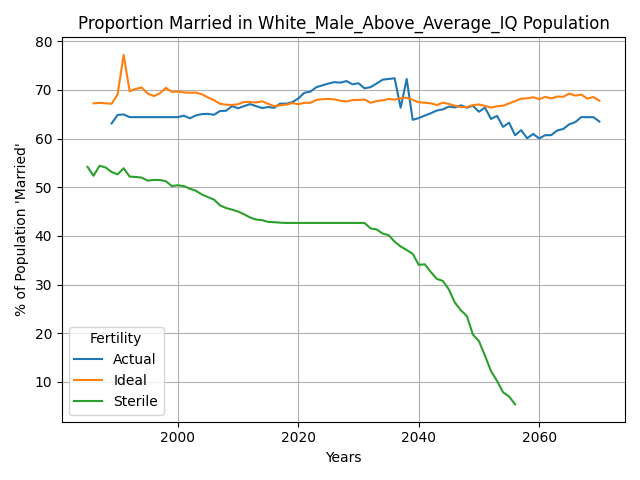 Proportion Married in White_Male_Above_Average_IQ Population
% of Population 'Married'
80
70
60
50
40
30
20
10
Fertility
Actual
Ideal
Sterile
2000
2020
2040
2060
Years